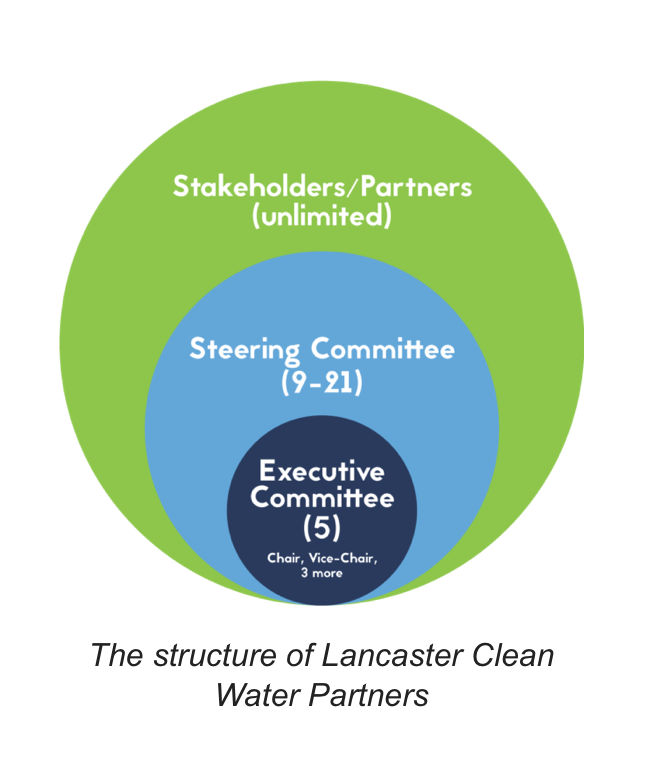 Stakeholders/Partners
(unlimited)
Steering Committee
(9-21)
Executive
Committee
(5)
Chair, Vice-Chair,
3 more
The structure of Lancaster Clean
Water Partners